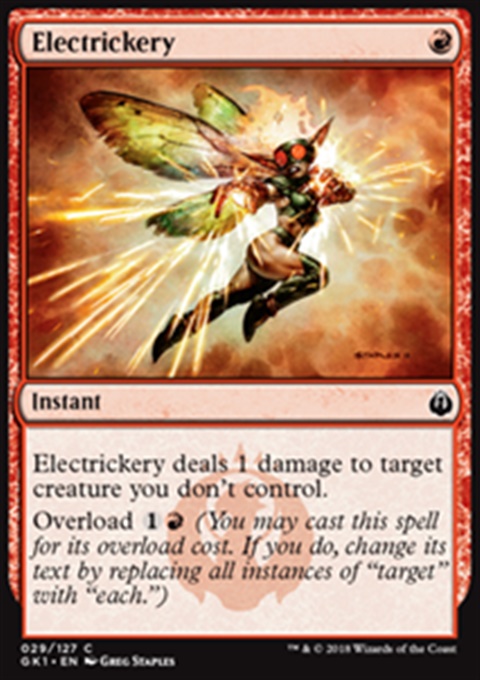 Electrickery
Instant
Electrickery deals 1 damage to target
creature you don't control.
Overload 1 (You may cast this spell
for its overload cost. If you do, change its
text by replacing all instances of “target”
with “each.”)
029/127 C
GK1 • EN Greg Staples
™ & © 2018 Wizards of the Coast